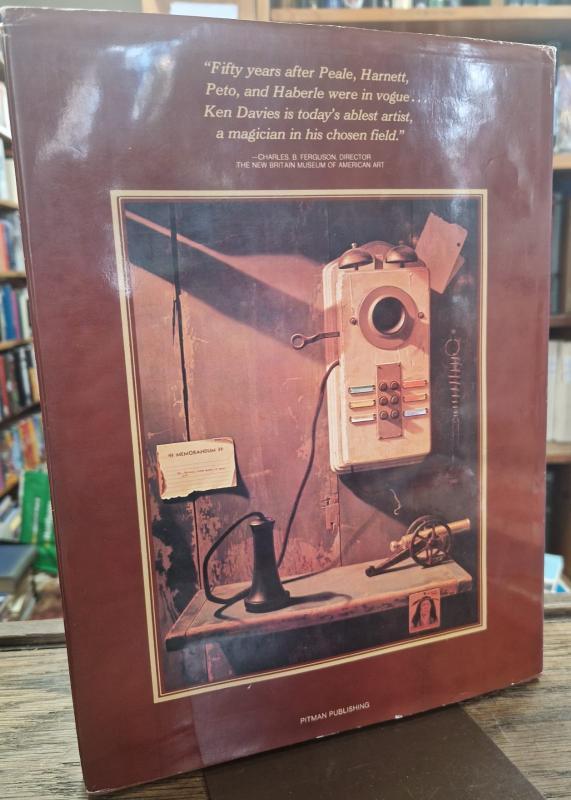 "Fifty years after Peale, Harnett,
Peto, and Haberle were in vogue...
Ken Davies is today's ablest artist,
a magician in his chosen field."
—CHARLES B. FERGUSON, DIRECTOR
THE NEW BRITAIN MUSEUM OF AMERICAN ART
MEMORANDUM
PITMAN PUBLISHING